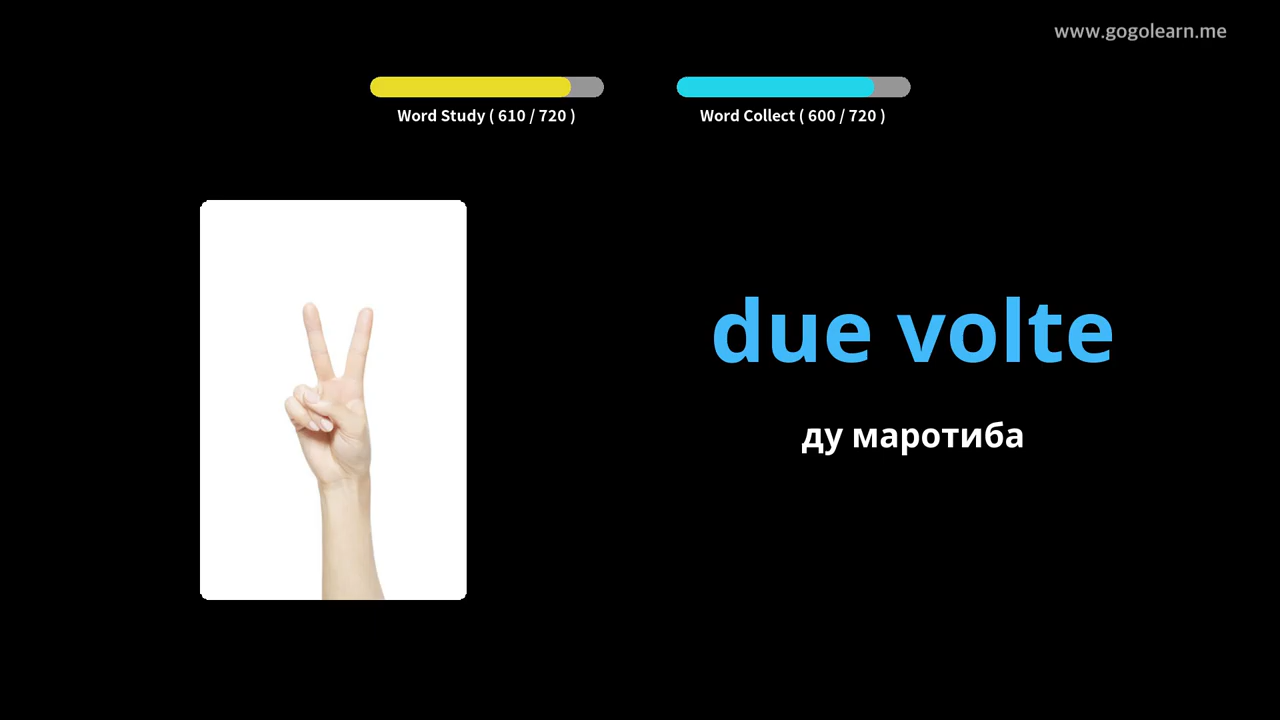 www.gogolearn.me
Word Study ( 610 / 720 )
Word Collect ( 600 / 720 )
due volte
ду маротиба